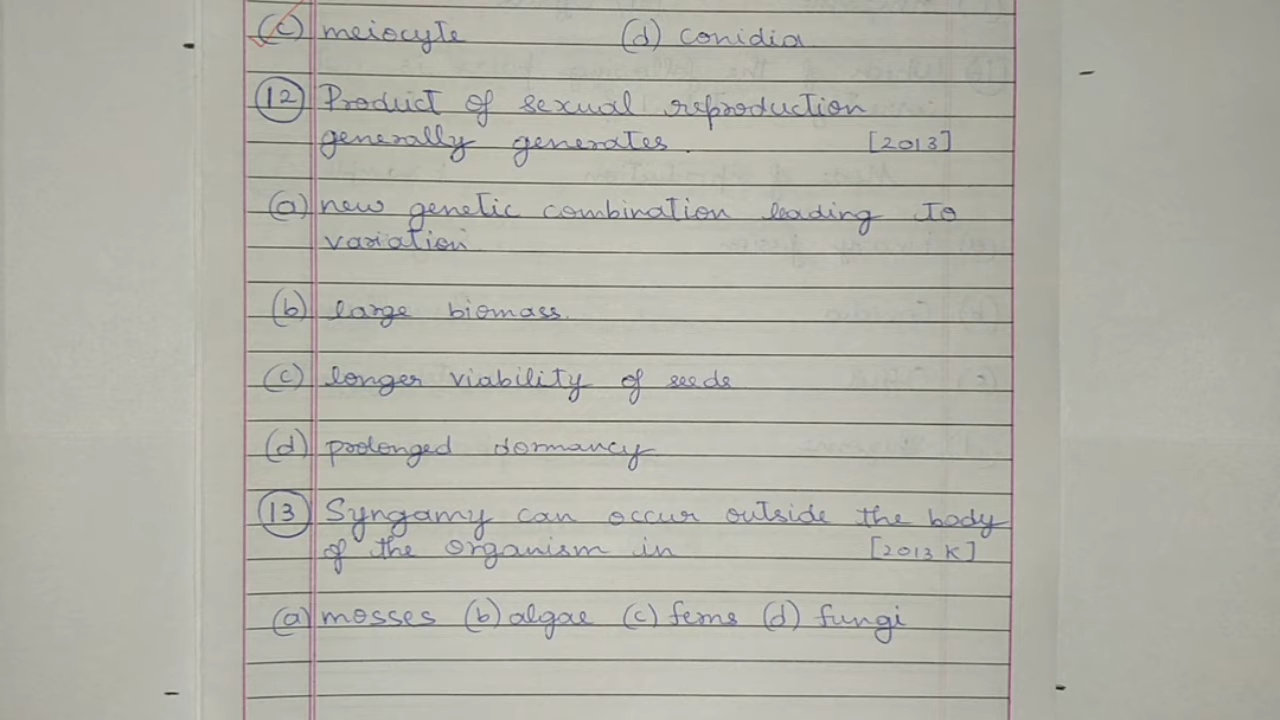 (c) meiocyte (d) conidia
(12) Product of sexual reproduction
generally generates. [2013]
(a) new genetic combination leading to
variation
(b) large biomass.
(c) longer viability of seeds
(d) prolonged dormancy
(13) Syngamy can occur outside the body
of the organism in [2013 K]
(a) mosses (b) algae (c) ferns (d) fungi